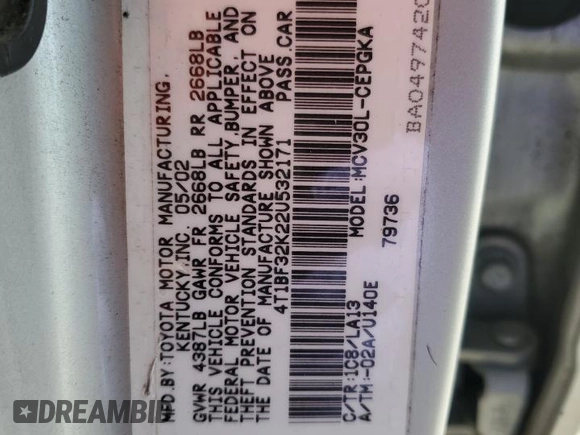 MFD.BY:TOYOTA MOTOR MANUFACTURING,
KENTUCKY,INC. 05/02
GVWR 4387LB GAWR FR 2668LB RR 2668LB
THIS VEHICLE CONFORMS TO ALL APPLICABLE
FEDERAL MOTOR VEHICLE SAFETY,BUMPER, AND
THEFT PREVENTION STANDARDS IN EFFECT ON
THE DATE OF MANUFACTURE SHOWN ABOVE
4T1BF32K22U532171 PASS.CAR
C/TR:1C8/LA13 MODEL:MCV30L-CEPGKA
A/TM:-02A/U140E 79736
BA0497420
DREAMBID